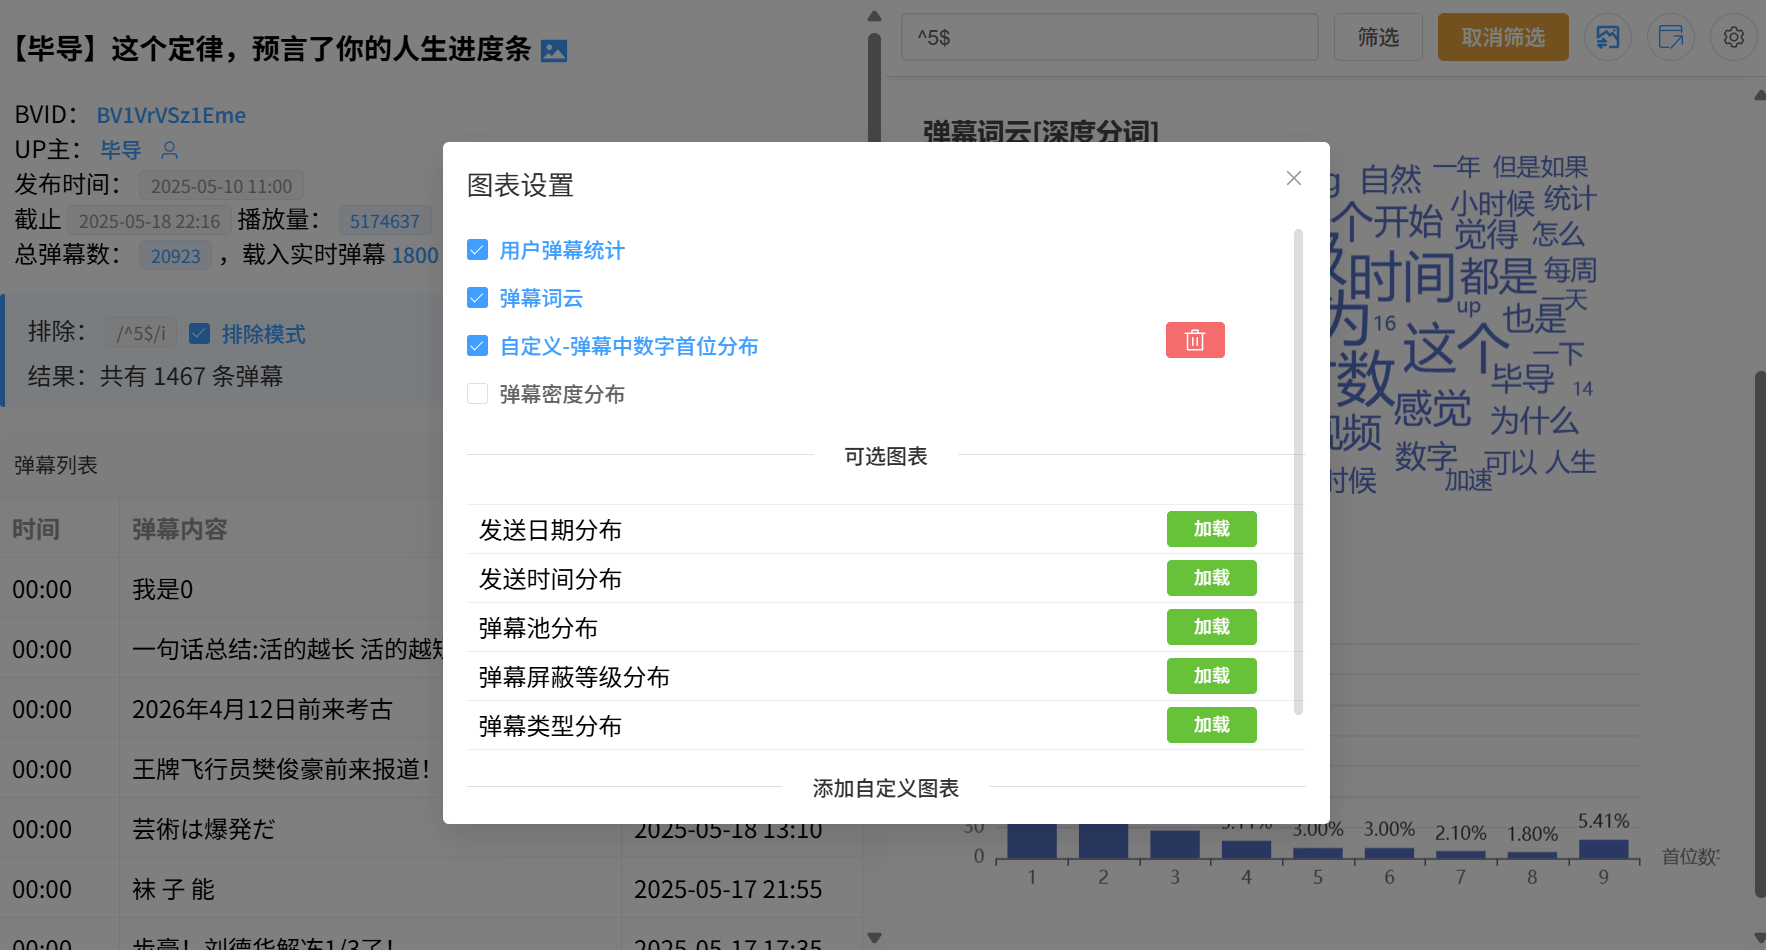 【毕导】这个定律，预言了你的人生进度条
BVID： BV1VrVSz1Eme
UP主： 毕导
发布时间： 2025-05-10 11:00
截止 2025-05-18 22:16 播放量： 5174637
总弹幕数： 20923 ，载入实时弹幕 1800
排除： /^5$/i 排除模式
结果：共有 1467 条弹幕
弹幕列表
时间 弹幕内容
00:00 我是0
00:00 一句话总结:活的越长 活的越短
00:00 2026年4月12日前来考古
00:00 王牌飞行员樊俊豪前来报道！
00:00 芸術は爆発だ 2025-05-18 13:10
00:00 袜 子 能 2025-05-17 21:55
00:00 步豪！刘德华解冻1/3了！ 2025-05-17 17:35
^5$ 筛选 取消筛选
弹幕词云[深度分词]
自然 一年 但是如果
个 开始 小时候 统计
觉得 怎么
时间 都是 每周
up 一天
为 16 这个 也是
数 一下
毕导 14
感觉 为什么
视频 数字 可以 人生
时候 加速
图表设置
用户弹幕统计
弹幕词云
自定义-弹幕中数字首位分布
弹幕密度分布
可选图表
发送日期分布 加载
发送时间分布 加载
弹幕池分布 加载
弹幕屏蔽等级分布 加载
弹幕类型分布 加载
添加自定义图表
30
0
3.00% 3.00% 2.10% 1.80% 5.41%
1 2 3 4 5 6 7 8 9
首位数